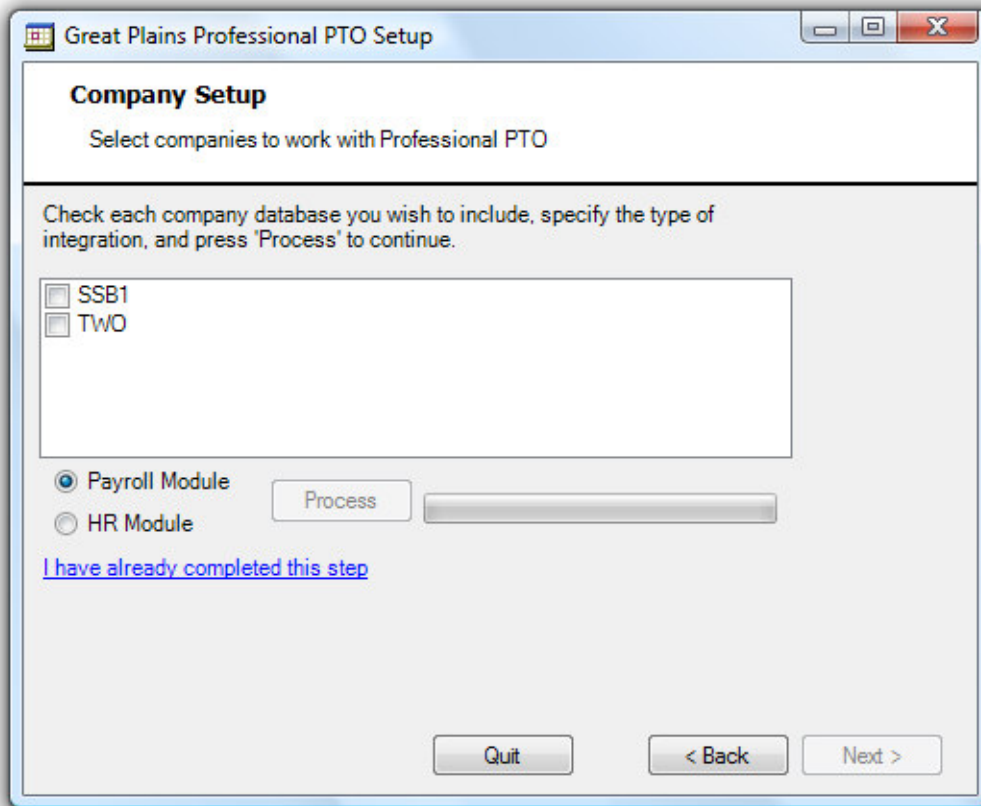 Great Plains Professional PTO Setup
Company Setup
Select companies to work with Professional PTO
Check each company database you wish to include, specify the type of
integration, and press 'Process' to continue.
SSB1
TWO
Payroll Module
Process
HR Module
I have already completed this step
Quit
< Back
Next >